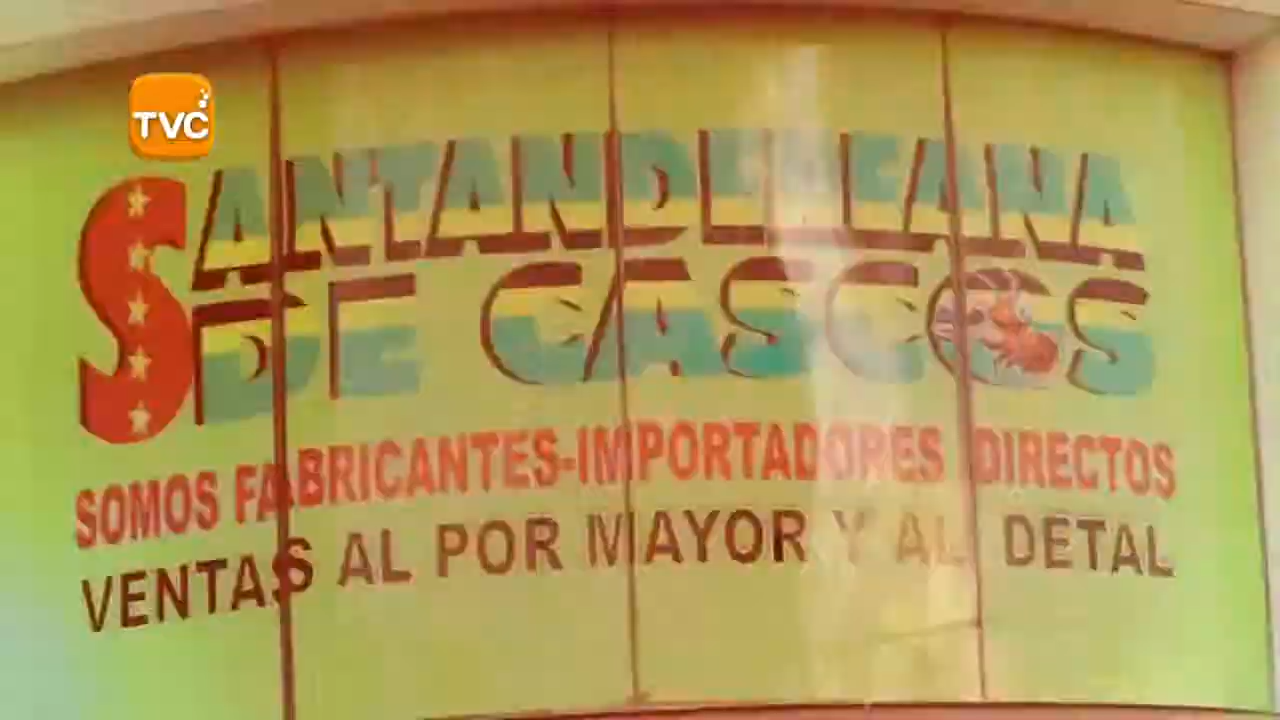 TVC
SANTANDEREANA
DE CASCOS
SOMOS FABRICANTES-IMPORTADORES DIRECTOS
VENTAS AL POR MAYOR Y AL DETAL